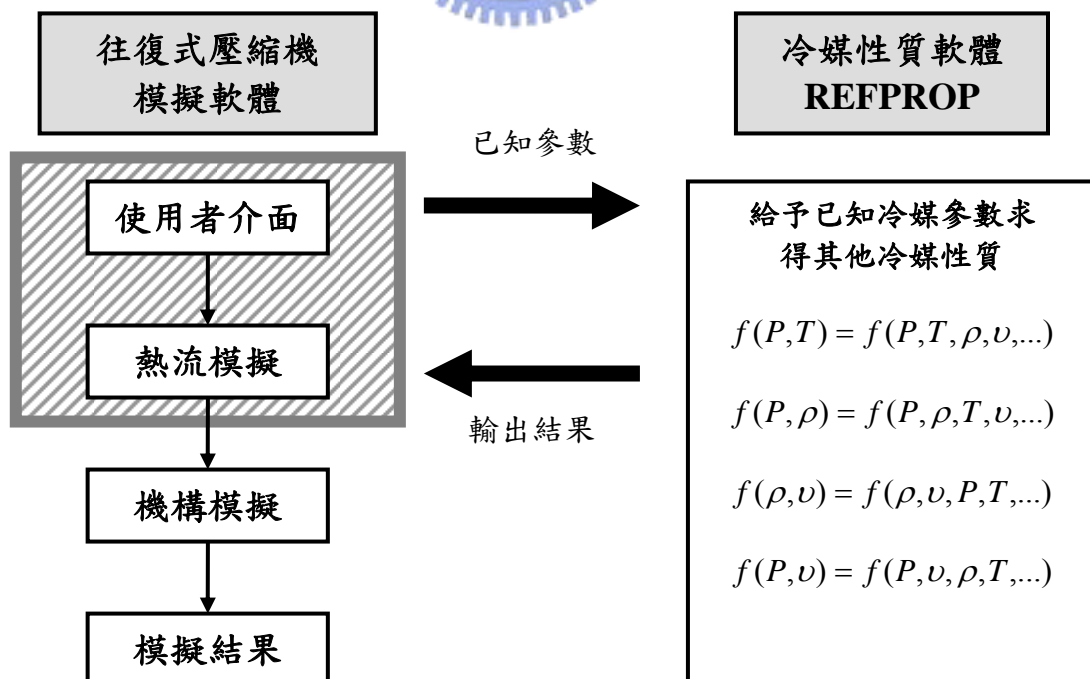 往復式壓縮機
模擬軟體
冷媒性質軟體
REFPROP
已知參數
使用者介面
熱流模擬
輸出結果
機構模擬
模擬結果
給予已知冷媒參數求
得其他冷媒性質
f(P,T) = f(P,T,ρ,υ,...)
f(P,ρ) = f(P,ρ,T,υ,...)
f(ρ,υ) = f(ρ,υ,P,T,...)
f(P,υ) = f(P,υ,ρ,T,...)